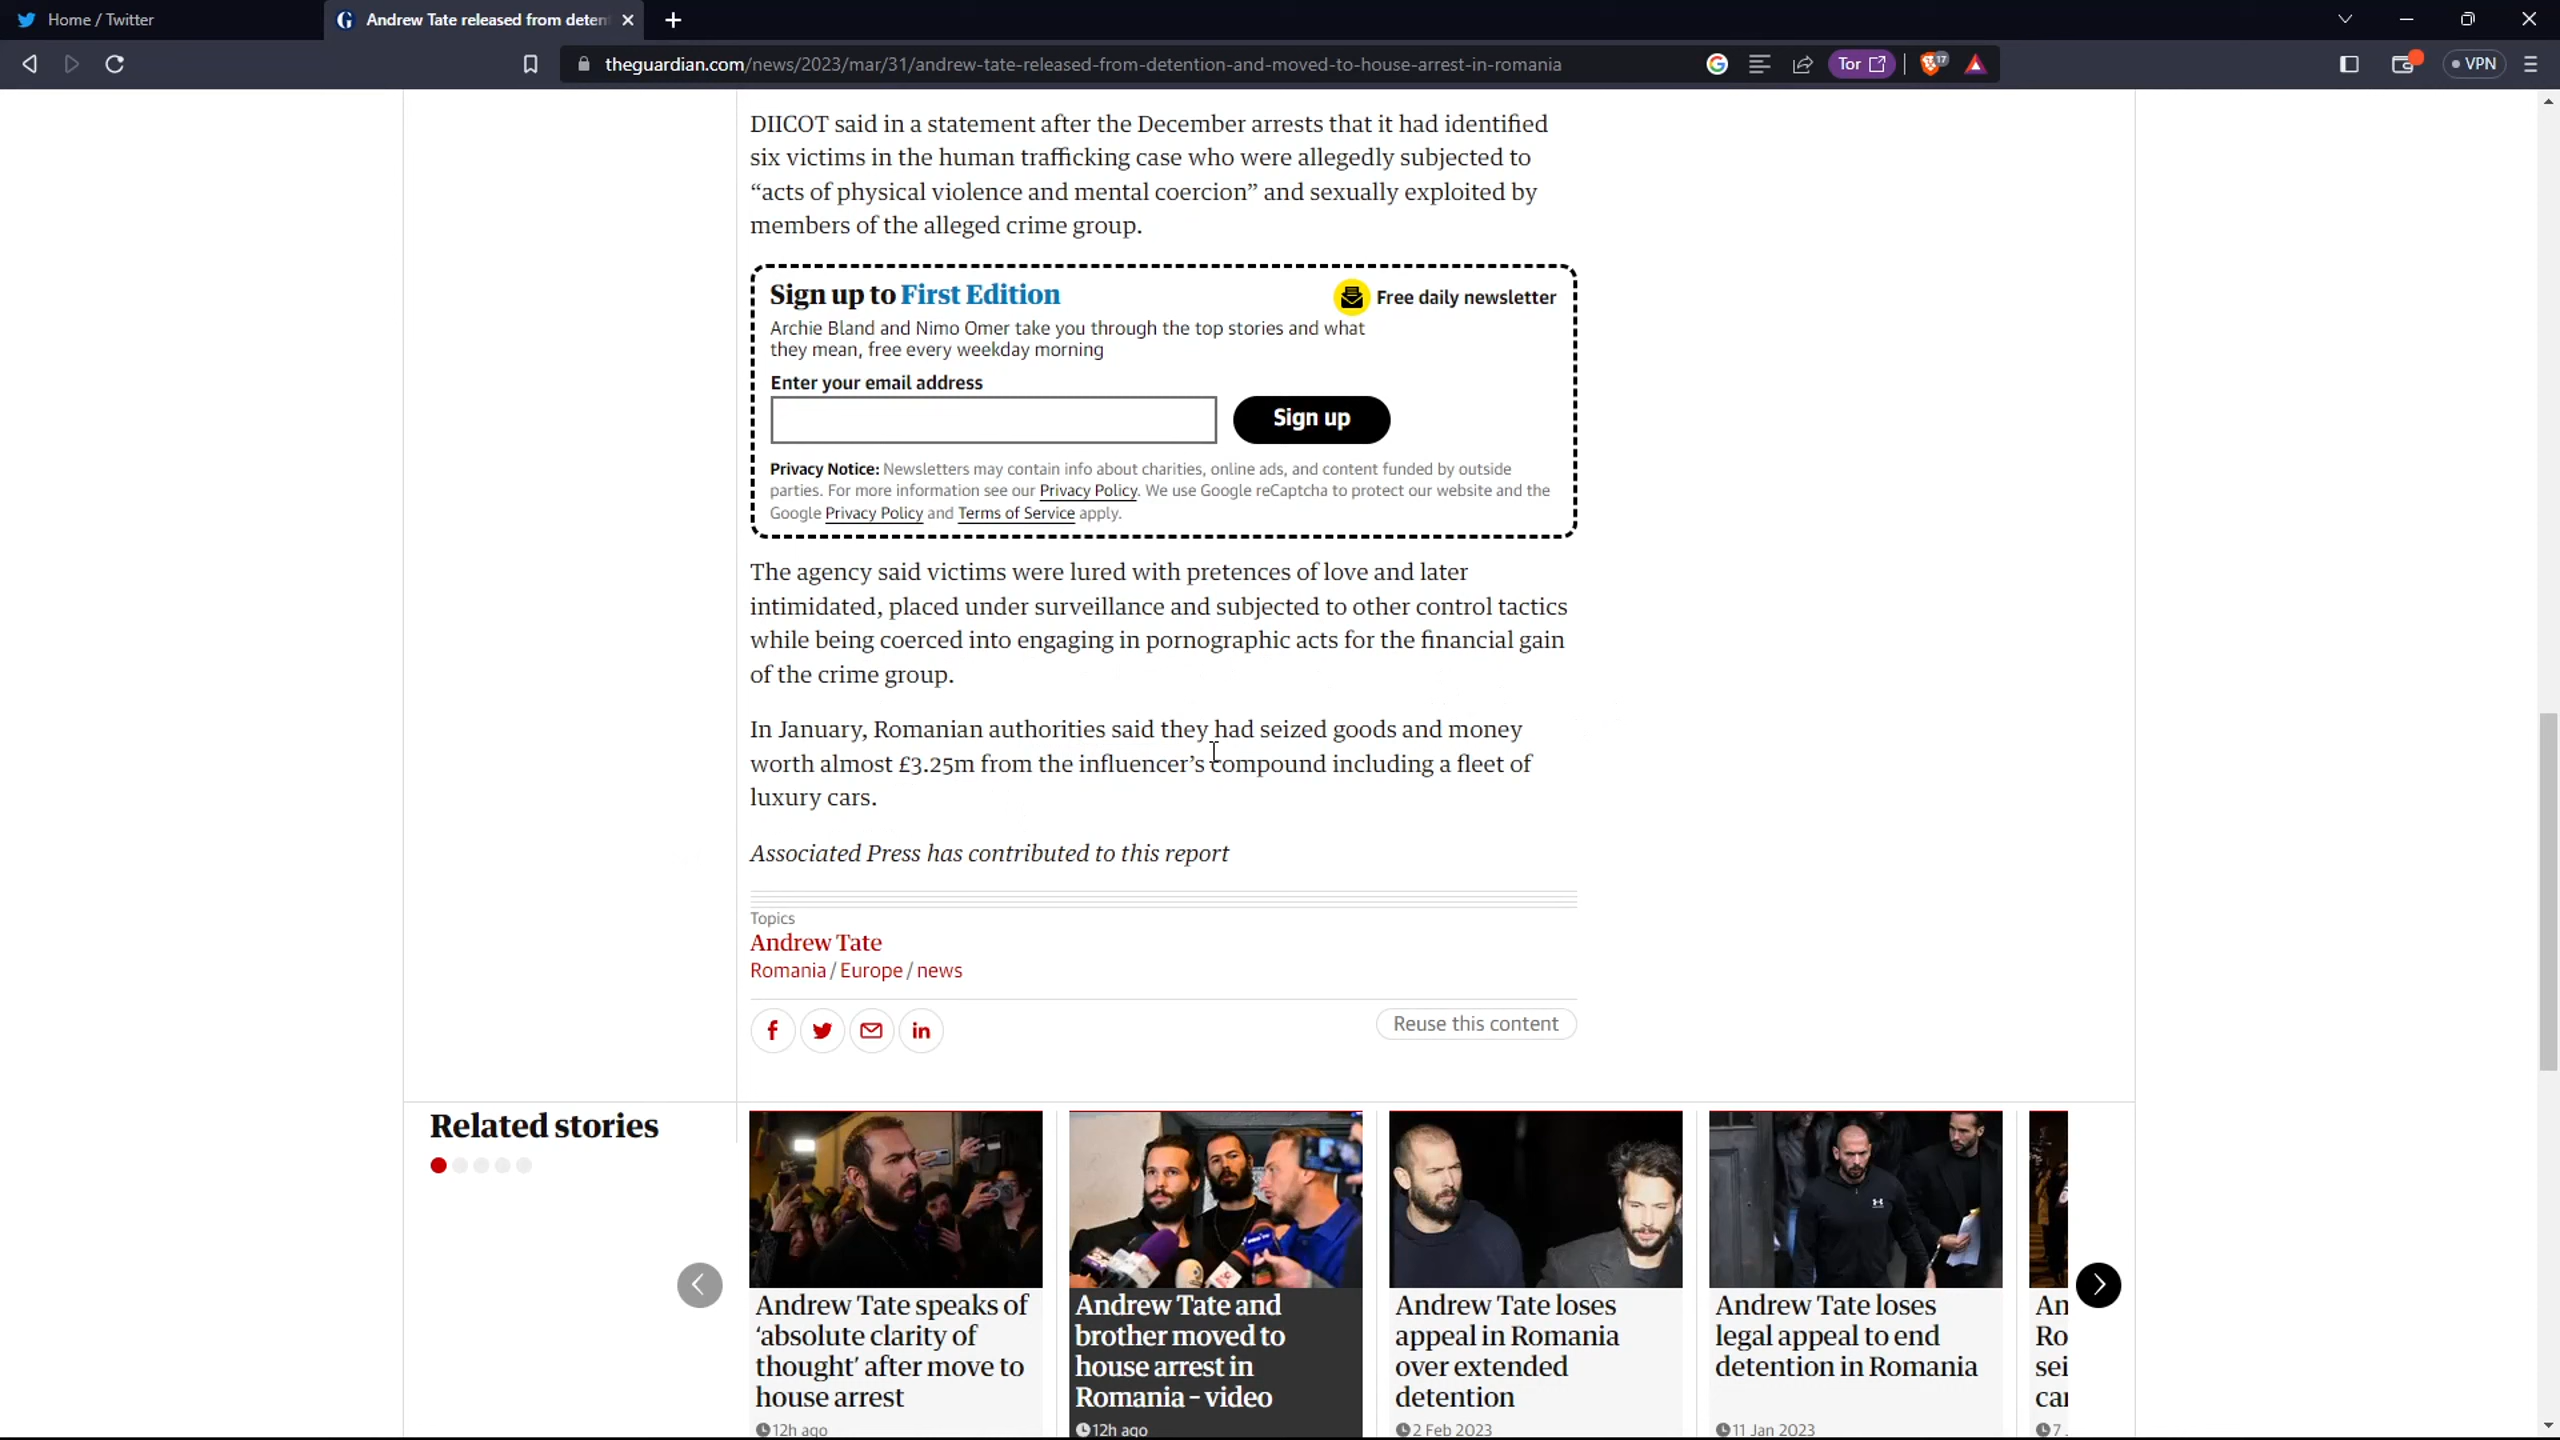 Home / Twitter
Andrew Tate released from deten
theguardian.com/news/2023/mar/31/andrew-tate-released-from-detention-and-moved-to-house-arrest-in-romania
Tor
17
VPN
DIICOT said in a statement after the December arrests that it had identified
six victims in the human trafficking case who were allegedly subjected to
“acts of physical violence and mental coercion” and sexually exploited by
members of the alleged crime group.
Sign up to First Edition
Free daily newsletter
Archie Bland and Nimo Omer take you through the top stories and what
they mean, free every weekday morning
Enter your email address
Sign up
Privacy Notice: Newsletters may contain info about charities, online ads, and content funded by outside
parties. For more information see our Privacy Policy. We use Google reCaptcha to protect our website and the
Google Privacy Policy and Terms of Service apply.
The agency said victims were lured with pretences of love and later
intimidated, placed under surveillance and subjected to other control tactics
while being coerced into engaging in pornographic acts for the financial gain
of the crime group.
In January, Romanian authorities said they had seized goods and money
worth almost £3.25m from the influencer’s compound including a fleet of
luxury cars.
Associated Press has contributed to this report
Topics
Andrew Tate
Romania / Europe / news
Reuse this content
Related stories
Andrew Tate speaks of
‘absolute clarity of
thought’ after move to
house arrest
12h ago
Andrew Tate and
brother moved to
house arrest in
Romania – video
12h ago
Andrew Tate loses
appeal in Romania
over extended
detention
2 Feb 2023
Andrew Tate loses
legal appeal to end
detention in Romania
11 Jan 2023
An
Ro
sei
car
7